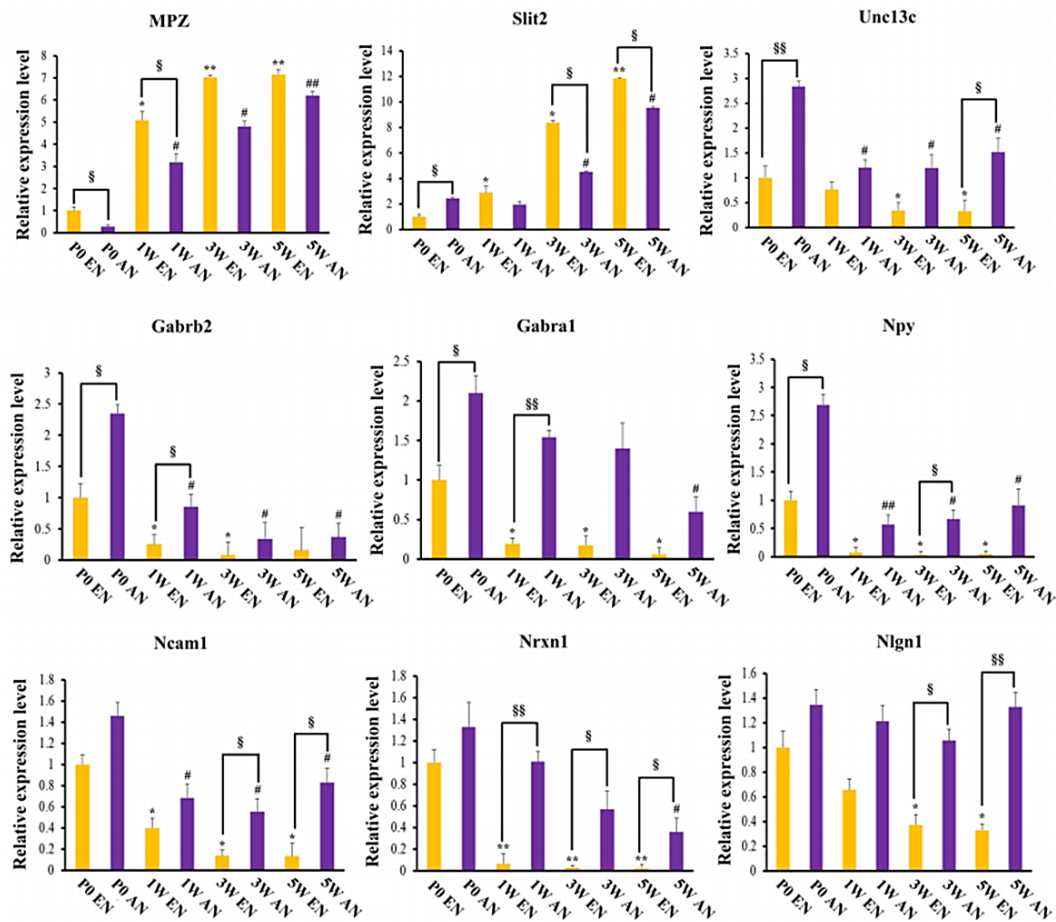 MPZ
Relative expression level
8
7
6
5
4
3
2
1
0
§
*
§
#
**
#
**
##
P0 EN
P0 AN
1W EN
1W AN
3W EN
3W AN
5W EN
5W AN
Slit2
Relative expression level
14
12
10
8
6
4
2
0
§
*
*
§
#
**
§
#
P0 EN
P0 AN
1W EN
1W AN
3W EN
3W AN
5W EN
5W AN
Unc13c
Relative expression level
3.5
3
2.5
2
1.5
1
0.5
0
§§
#
*
#
*
§
#
P0 EN
P0 AN
1W EN
1W AN
3W EN
3W AN
5W EN
5W AN
Gabrb2
Relative expression level
3
2.5
2
1.5
1
0.5
0
§
*
§
#
*
#
#
P0 EN
P0 AN
1W EN
1W AN
3W EN
3W AN
5W EN
5W AN
Gabra1
Relative expression level
2.5
2
1.5
1
0.5
0
§
*
§§
*
*
#
P0 EN
P0 AN
1W EN
1W AN
3W EN
3W AN
5W EN
5W AN
Npy
Relative expression level
3.5
3
2.5
2
1.5
1
0.5
0
§
*
##
*
§
#
*
#
P0 EN
P0 AN
1W EN
1W AN
3W EN
3W AN
5W EN
5W AN
Ncam1
Relative expression level
1.8
1.6
1.4
1.2
1
0.8
0.6
0.4
0.2
0
*
#
*
§
#
*
§
#
P0 EN
P0 AN
1W EN
1W AN
3W EN
3W AN
5W EN
5W AN
Nrxn1
Relative expression level
1.8
1.6
1.4
1.2
1
0.8
0.6
0.4
0.2
0
**
§§
**
§
**
§
#
P0 EN
P0 AN
1W EN
1W AN
3W EN
3W AN
5W EN
5W AN
Nlgn1
Relative expression level
1.6
1.4
1.2
1
0.8
0.6
0.4
0.2
0
*
§
*
§§
P0 EN
P0 AN
1W EN
1W AN
3W EN
3W AN
5W EN
5W AN